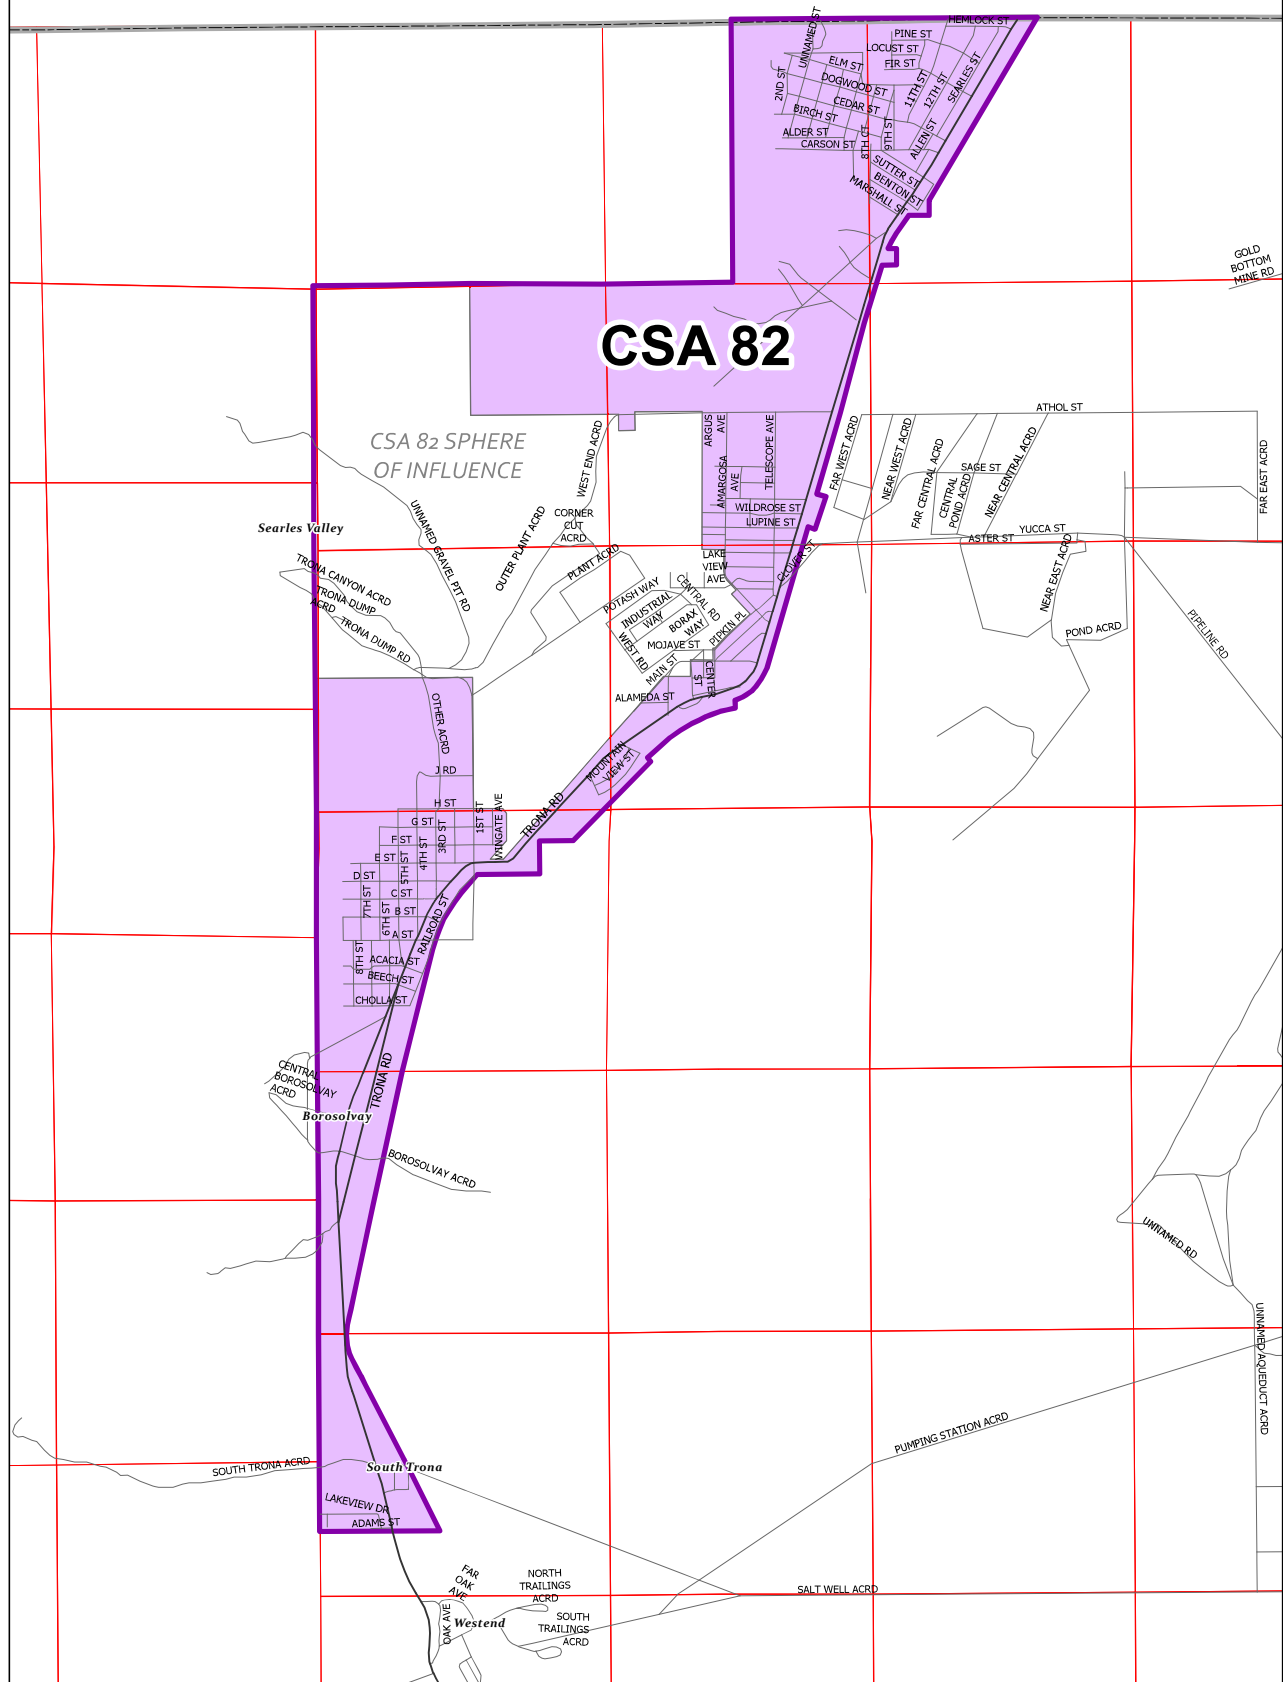 HEMLOCK ST
UNNAMED ST
PINE ST
LOCUST ST
FIR ST
ELM ST
DOGWOOD ST
2ND ST
CEDAR ST
BIRCH ST
11TH ST
12TH ST
SEARLES ST
ALDER ST
CARSON ST
8TH CT
9TH ST
ALLEN ST
SUTTER ST
BENTON ST
MARSHALL ST
GOLD
BOTTOM
MINE RD
CSA 82
CSA 82 SPHERE
OF INFLUENCE
ATHOL ST
ARGUS
AVE
TELESCOPE AVE
AMARGOSA
AVE
WILDROSE ST
LUPINE ST
FAR WEST ACRD
NEAR WEST ACRD
FAR CENTRAL ACRD
SAGE ST
CENTRAL
POND ACRD
NEAR CENTRAL ACRD
FAR EAST ACRD
WEST END ACRD
CORNER
CUT
ACRD
OUTER PLANT ACRD
UNNAMED GRAVEL PIT RD
Searles Valley
YUCCA ST
ASTER ST
NEAR EAST ACRD
POND ACRD
PIPELINE RD
LAKE
VIEW
AVE
CLOVER ST
PLANT ACRD
TRONA CANYON ACRD
TRONA DUMP
ACRD
TRONA DUMP RD
POTASH WAY
INDUSTRIAL
WAY
CENTRAL RD
BORAX
WAY
PIPKIN PL
WEST RD
MOJAVE ST
MAIN ST
CENTER
ST
ALAMEDA ST
OTHER ACRD
MOUNTAIN
VIEW ST
J RD
H ST
G ST
F ST
E ST
D ST
C ST
B ST
A ST
1ST ST
WINGATE AVE
TRONA RD
3RD ST
4TH ST
5TH ST
6TH ST
7TH ST
8TH ST
RAILROAD ST
ACACIA ST
BEECH ST
CHOLLA ST
CENTRAL
BOROSOLVAY
ACRD
TRONA RD
Borosolvay
BOROSOLVAY ACRD
UNNAMED RD
UNNAMED AQUEDUCT ACRD
PUMPING STATION ACRD
SOUTH TRONA ACRD
South Trona
LAKEVIEW DR
ADAMS ST
FAR
OAK
AVE
NORTH
TRAILINGS
ACRD
SALT WELL ACRD
OAK AVE
Westend
SOUTH
TRAILINGS
ACRD